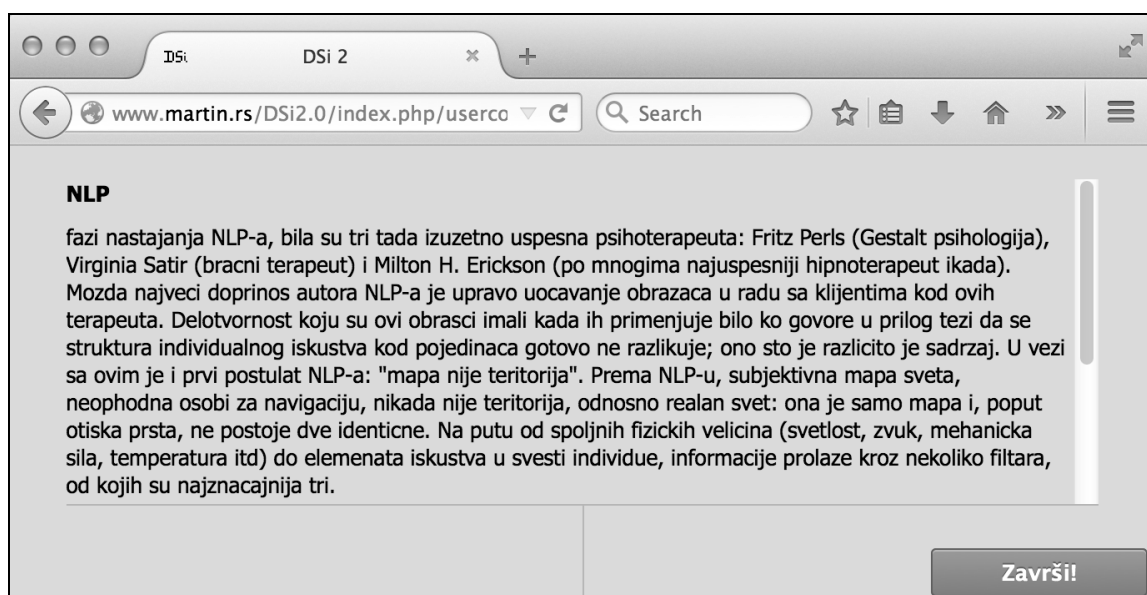 DSi DSi 2
www.martin.rs/DSi2.0/index.php/userco Search
NLP
fazi nastajanja NLP-a, bila su tri tada izuzetno uspesna psihoterapeuta: Fritz Perls (Gestalt psihologija),
Virginia Satir (bracni terapeut) i Milton H. Erickson (po mnogima najuspesniji hipnoterapeut ikada).
Mozda najveci doprinos autora NLP-a je upravo uocavanje obrazaca u radu sa klijentima kod ovih
terapeuta. Delotvornost koju su ovi obrasci imali kada ih primenjuje bilo ko govore u prilog tezi da se
struktura individualnog iskustva kod pojedinaca gotovo ne razlikuje; ono sto je razlicito je sadrzaj. U vezi
sa ovim je i prvi postulat NLP-a: "mapa nije teritorija". Prema NLP-u, subjektivna mapa sveta,
neophodna osobi za navigaciju, nikada nije teritorija, odnosno realan svet: ona je samo mapa i, poput
otiska prsta, ne postoje dve identicne. Na putu od spoljnih fizickih velicina (svetlost, zvuk, mehanicka
sila, temperatura itd) do elemenata iskustva u svesti individue, informacije prolaze kroz nekoliko filtara,
od kojih su najznacajnija tri.
Završi!